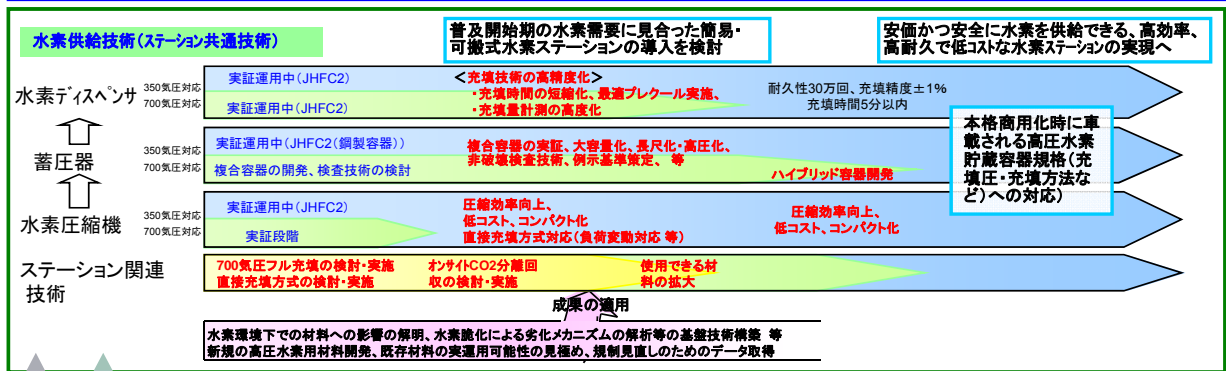 水素供給技術(ステーション共通技術)
普及開始期の水素需要に見合った簡易・
可搬式水素ステーションの導入を検討
安価かつ安全に水素を供給できる、高効率、
高耐久で低コストな水素ステーションの実現へ
水素ディスペンサ
350気圧対応
700気圧対応
実証運用中(JHFC2)
実証運用中(JHFC2)
<充填技術の高精度化>
・充填時間の短縮化、最適プレクール実施、
・充填量計測の高度化
耐久性30万回、充填精度±1%
充填時間5分以内
蓄圧器
350気圧対応
700気圧対応
実証運用中(JHFC2(鋼製容器))
複合容器の開発、検査技術の検討
複合容器の実証、大容量化、長尺化・高圧化、
非破壊検査技術、例示基準策定、等
ハイブリッド容器開発
本格商用化時に車
載される高圧水素
貯蔵容器規格(充
填圧・充填方法な
ど)への対応)
水素圧縮機
350気圧対応
700気圧対応
実証運用中(JHFC2)
実証段階
圧縮効率向上、
低コスト、コンパクト化
直接充填方式対応(負荷変動対応 等)
圧縮効率向上、
低コスト、コンパクト化
ステーション関連
技術
700気圧フル充填の検討・実施
直接充填方式の検討・実施
オンサイトCO2分離回
収の検討・実施
使用できる材
料の拡大
成果の適用
水素環境下での材料への影響の解明、水素脆化による劣化メカニズムの解析等の基盤技術構築 等
新規の高圧水素用材料開発、既存材料の実運用可能性の見極め、規制見直しのためのデータ取得